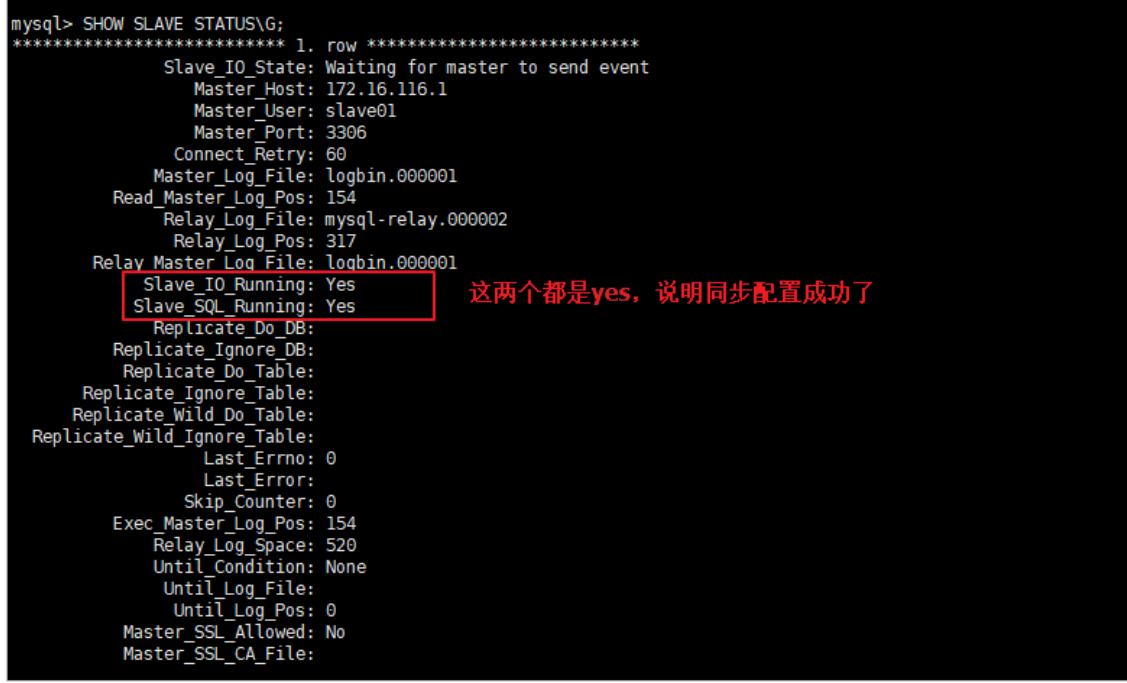 mysql> SHOW SLAVE STATUS\G;
*************************** 1. row ***************************
Slave_IO_State: Waiting for master to send event
Master_Host: 172.16.116.1
Master_User: slave01
Master_Port: 3306
Connect_Retry: 60
Master_Log_File: logbin.000001
Read_Master_Log_Pos: 154
Relay_Log_File: mysql-relay.000002
Relay_Log_Pos: 317
Relay_Master_Log_File: logbin.000001
Slave_IO_Running: Yes
这两个都是yes，说明同步配置成功了
Slave_SQL_Running: Yes
Replicate_Do_DB:
Replicate_Ignore_DB:
Replicate_Do_Table:
Replicate_Ignore_Table:
Replicate_Wild_Do_Table:
Replicate_Wild_Ignore_Table:
Last_Errno: 0
Last_Error:
Skip_Counter: 0
Exec_Master_Log_Pos: 154
Relay_Log_Space: 520
Until_Condition: None
Until_Log_File:
Until_Log_Pos: 0
Master_SSL_Allowed: No
Master_SSL_CA_File: